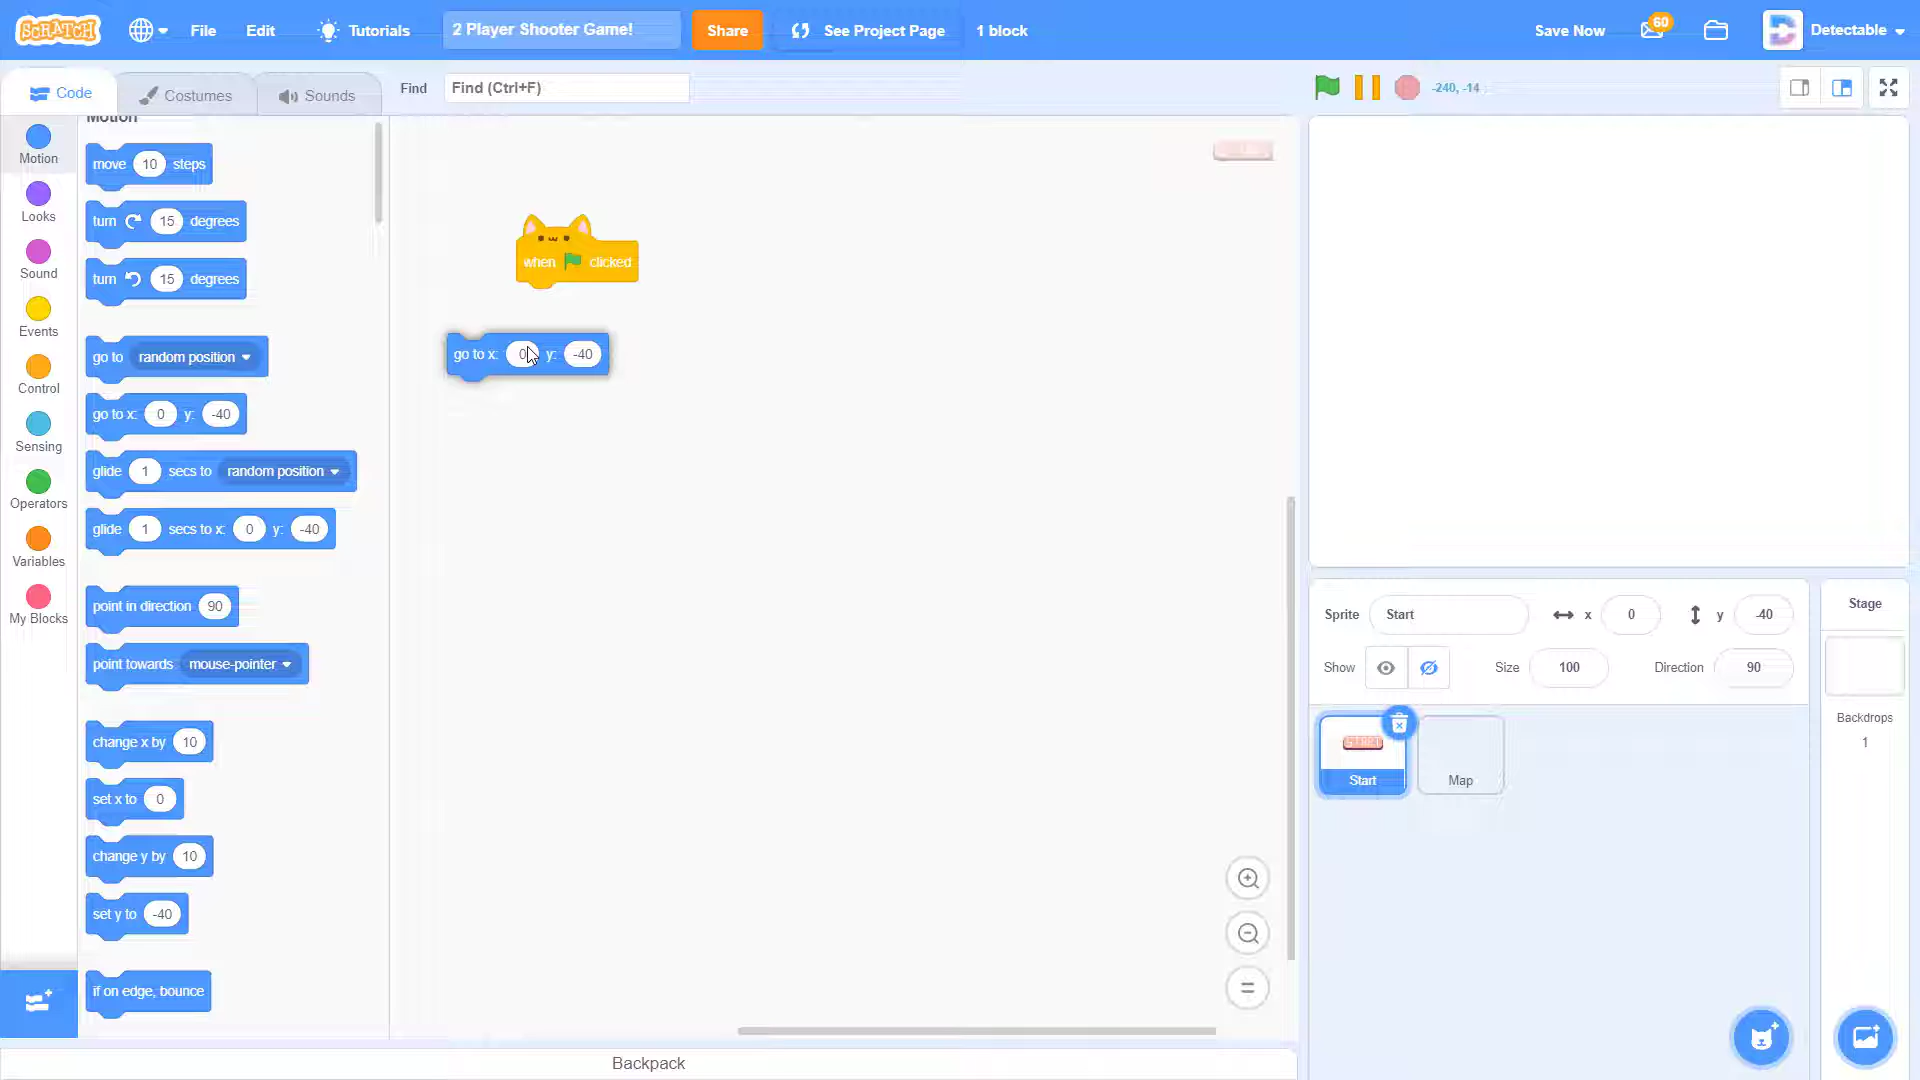 SCRATCH
File
Edit
Tutorials
2 Player Shooter Game!
Share
See Project Page
1 block
Save Now
60
Detectable
Code
Costumes
Sounds
Find
Find (Ctrl+F)
-240, -14
Motion
Looks
Sound
Events
Control
Sensing
Operators
Variables
My Blocks
Motion
move 10 steps
turn 15 degrees
turn 15 degrees
go to random position
go to x: 0 y: -40
glide 1 secs to random position
glide 1 secs to x: 0 y: -40
point in direction 90
point towards mouse-pointer
change x by 10
set x to 0
change y by 10
set y to -40
if on edge, bounce
when clicked
go to x: 0 y: -40
Backpack
Sprite Start x 0 y -40
Show Size 100 Direction 90
START
Start
Map
Stage
Backdrops
1